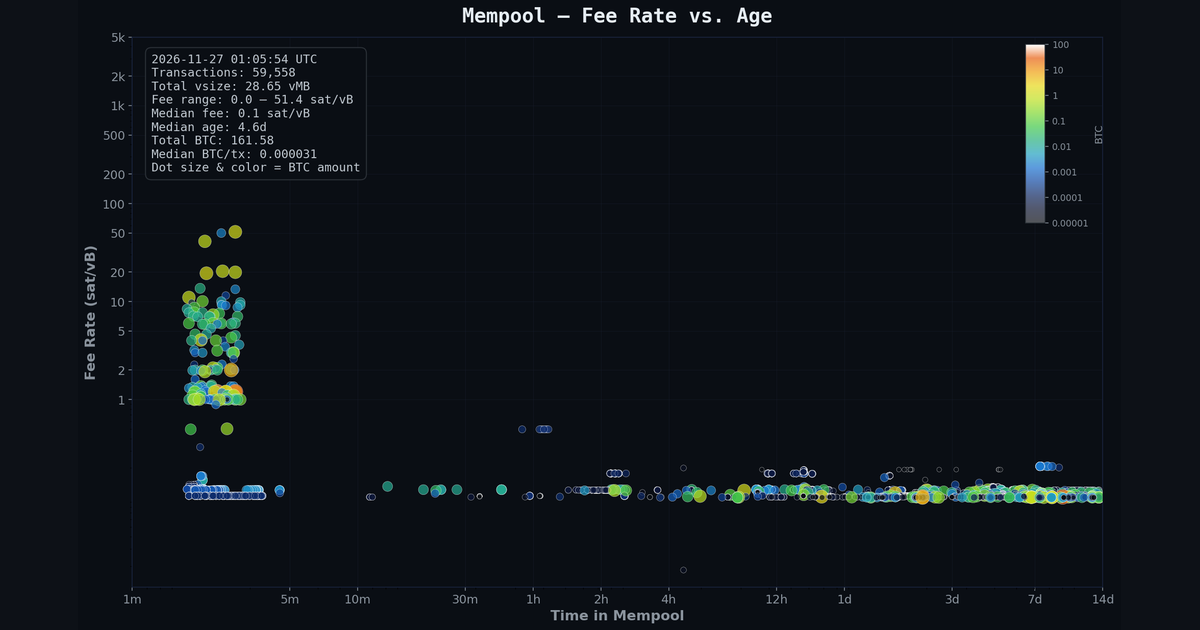 Mempool — Fee Rate vs. Age
2026-11-27 01:05:54 UTC
Transactions: 59,558
Total vsize: 28.65 vMB
Fee range: 0.0 — 51.4 sat/vB
Median fee: 0.1 sat/vB
Median age: 4.6d
Total BTC: 161.58
Median BTC/tx: 0.000031
Dot size & color = BTC amount
5k
2k
1k
500
200
100
50
20
10
5
2
1
Fee Rate (sat/vB)
100
10
1
0.1
0.01
0.001
0.0001
0.00001
BTC
1m
5m
10m
30m
1h
2h
4h
12h
1d
3d
7d
14d
Time in Mempool